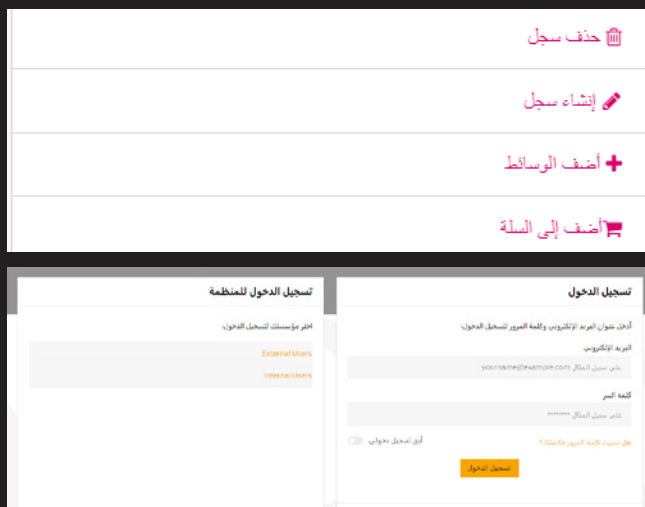 حذف سجل
إنشاء سجل
أضف الوسائط
أضف إلى السلة
تسجيل الدخول
أدخل عنوان البريد الإلكتروني وكلمة المرور لتسجيل الدخول:
البريد الإلكتروني
على سبيل المثال yourname@example.com
كلمة السر
على سبيل المثال ********
هل نسيت كلمة المرور خاصتك؟
أبق تسجيل دخولي
تسجيل الدخول
تسجيل الدخول للمنظمة
اختر مؤسستك لتسجيل الدخول:
External Users
Internal Users